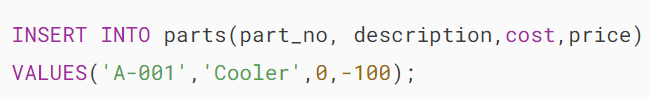 INSERT INTO parts(part_no, description,cost,price)
VALUES('A-001','Cooler',0,-100);